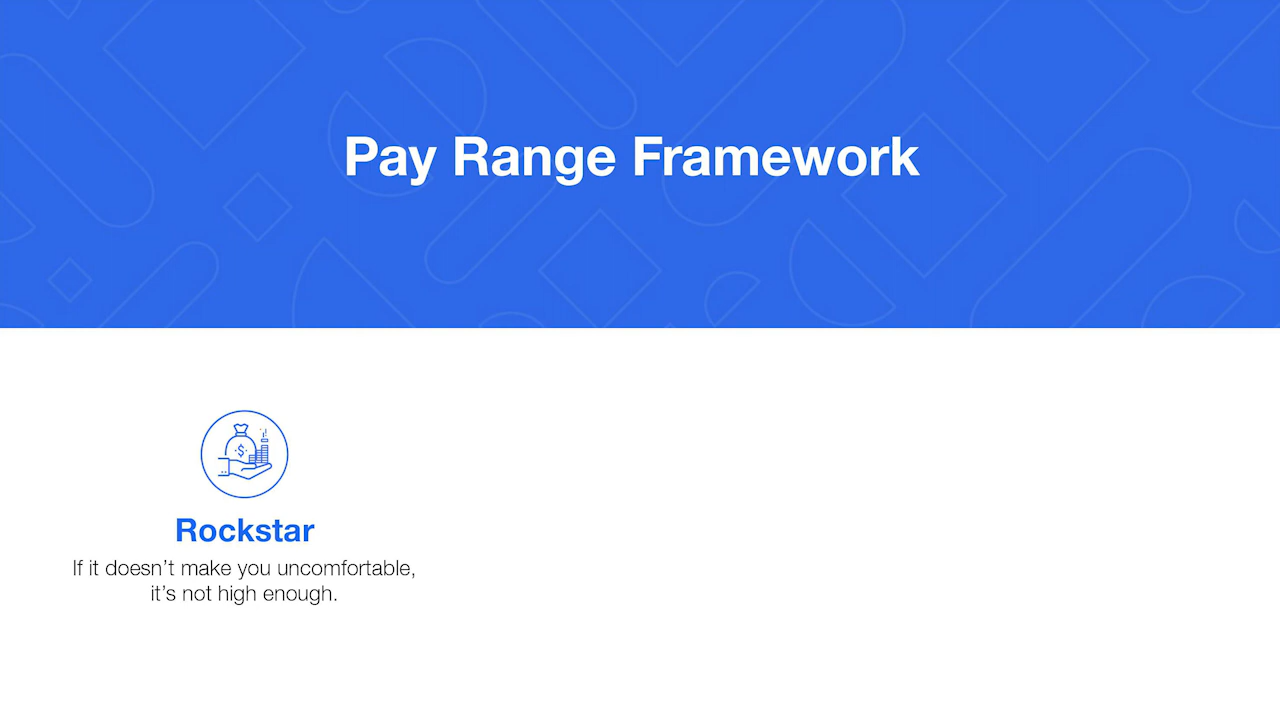 Pay Range Framework
$
Rockstar
If it doesn’t make you uncomfortable,
it’s not high enough.